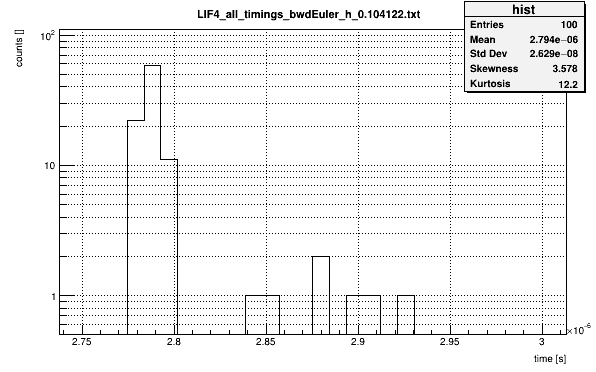 LIF4_all_timings_bwdEuler_h_0.104122.txt
hist
Entries 100
Mean 2.794e−06
Std Dev 2.629e−08
Skewness 3.578
Kurtosis 12.2
counts []
10²
10
1
2.75 2.8 2.85 2.9 2.95 3
×10⁻⁶
time [s]